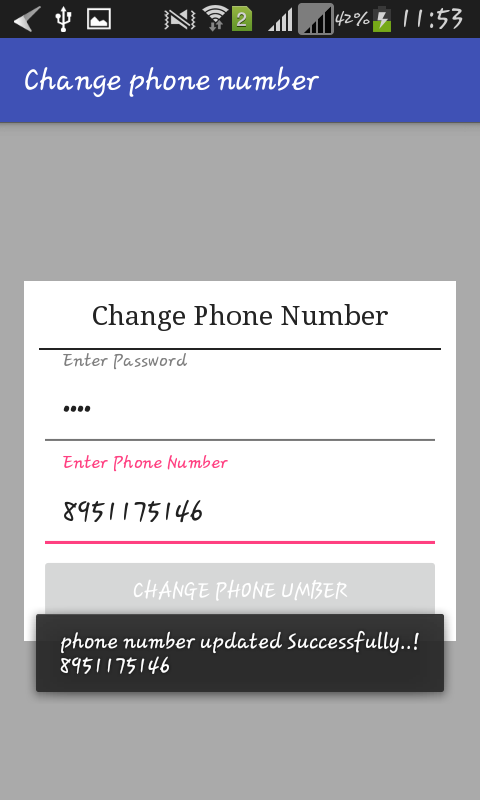 2 42% 11:53
Change phone number
Change Phone Number
Enter Password
••••
Enter Phone Number
8951175146
CHANGE PHONE UMBER
phone number updated Successfully..!
8951175146